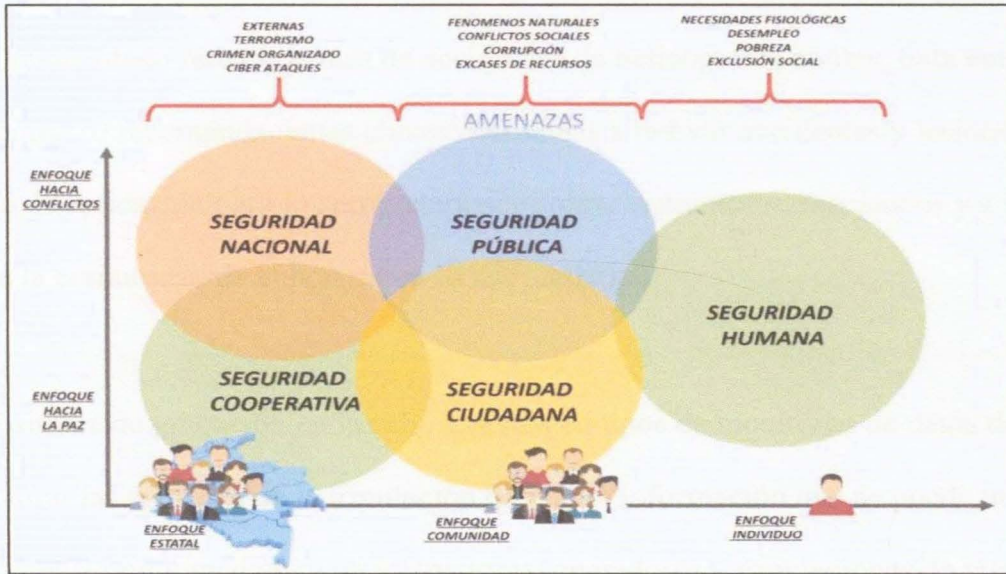 EXTERNAS
TERRORISMO
CRIMEN ORGANIZADO
CIBER ATAQUES
FENOMENOS NATURALES
CONFLICTOS SOCIALES
CORRUPCIÓN
EXCASES DE RECURSOS
NECESIDADES FISIOLÓGICAS
DESEMPLEO
POBREZA
EXCLUSIÓN SOCIAL
AMENAZAS
ENFOQUE
HACIA
CONFLICTOS
SEGURIDAD
NACIONAL
SEGURIDAD
PÚBLICA
SEGURIDAD
HUMANA
SEGURIDAD
COOPERATIVA
SEGURIDAD
CIUDADANA
ENFOQUE
HACIA
LA PAZ
ENFOQUE
ESTATAL
ENFOQUE
COMUNIDAD
ENFOQUE
INDIVIDUO